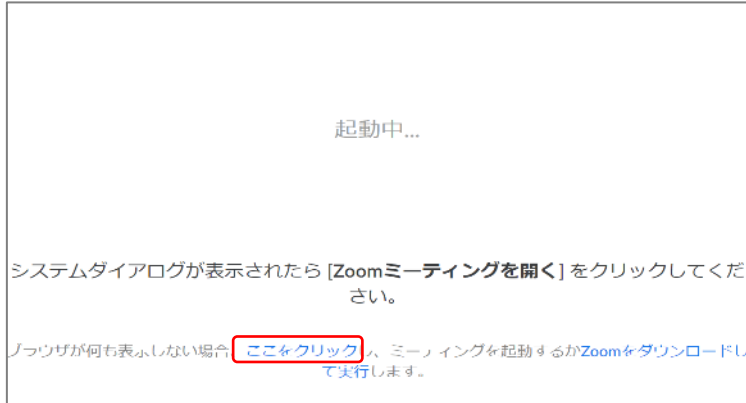 起動中...
システムダイアログが表示されたら [Zoomミーティングを開く] をクリックしてくだ
さい。
ブラウザが何も表示しない場合、ここをクリックし、ミーティングを起動するかZoomをダウンロードし
て実行します。